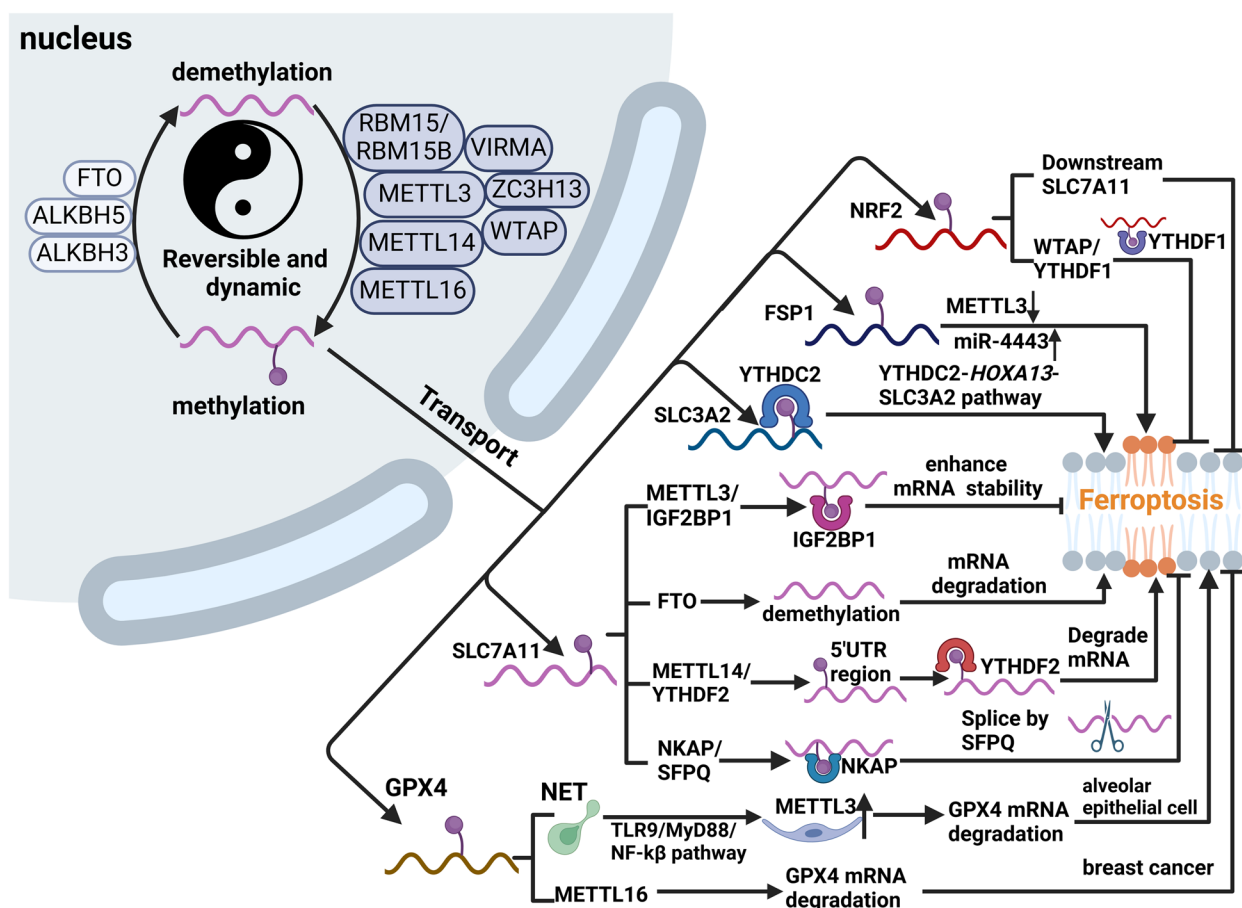 nucleus
demethylation
FTO
ALKBH5
ALKBH3
RBM15/
RBM15B
VIRMA
METTL3
ZC3H13
METTL14
WTAP
METTL16
Reversible and
dynamic
methylation
Transport
NRF2
Downstream
SLC7A11
WTAP/
YTHDF1
YTHDF1
FSP1
METTL3
miR-4443
SLC3A2
YTHDC2
YTHDC2-HOXA13-
SLC3A2 pathway
Ferroptosis
SLC7A11
METTL3/
IGF2BP1
IGF2BP1
enhance
mRNA stability
FTO
demethylation
mRNA
degradation
METTL14/
YTHDF2
5'UTR
region
YTHDF2
Degrade
mRNA
NKAP/
SFPQ
NKAP
Splice by
SFPQ
GPX4
NET
TLR9/MyD88/
NF-kβ pathway
METTL3
GPX4 mRNA
degradation
alveolar
epithelial cell
METTL16
GPX4 mRNA
degradation
breast cancer